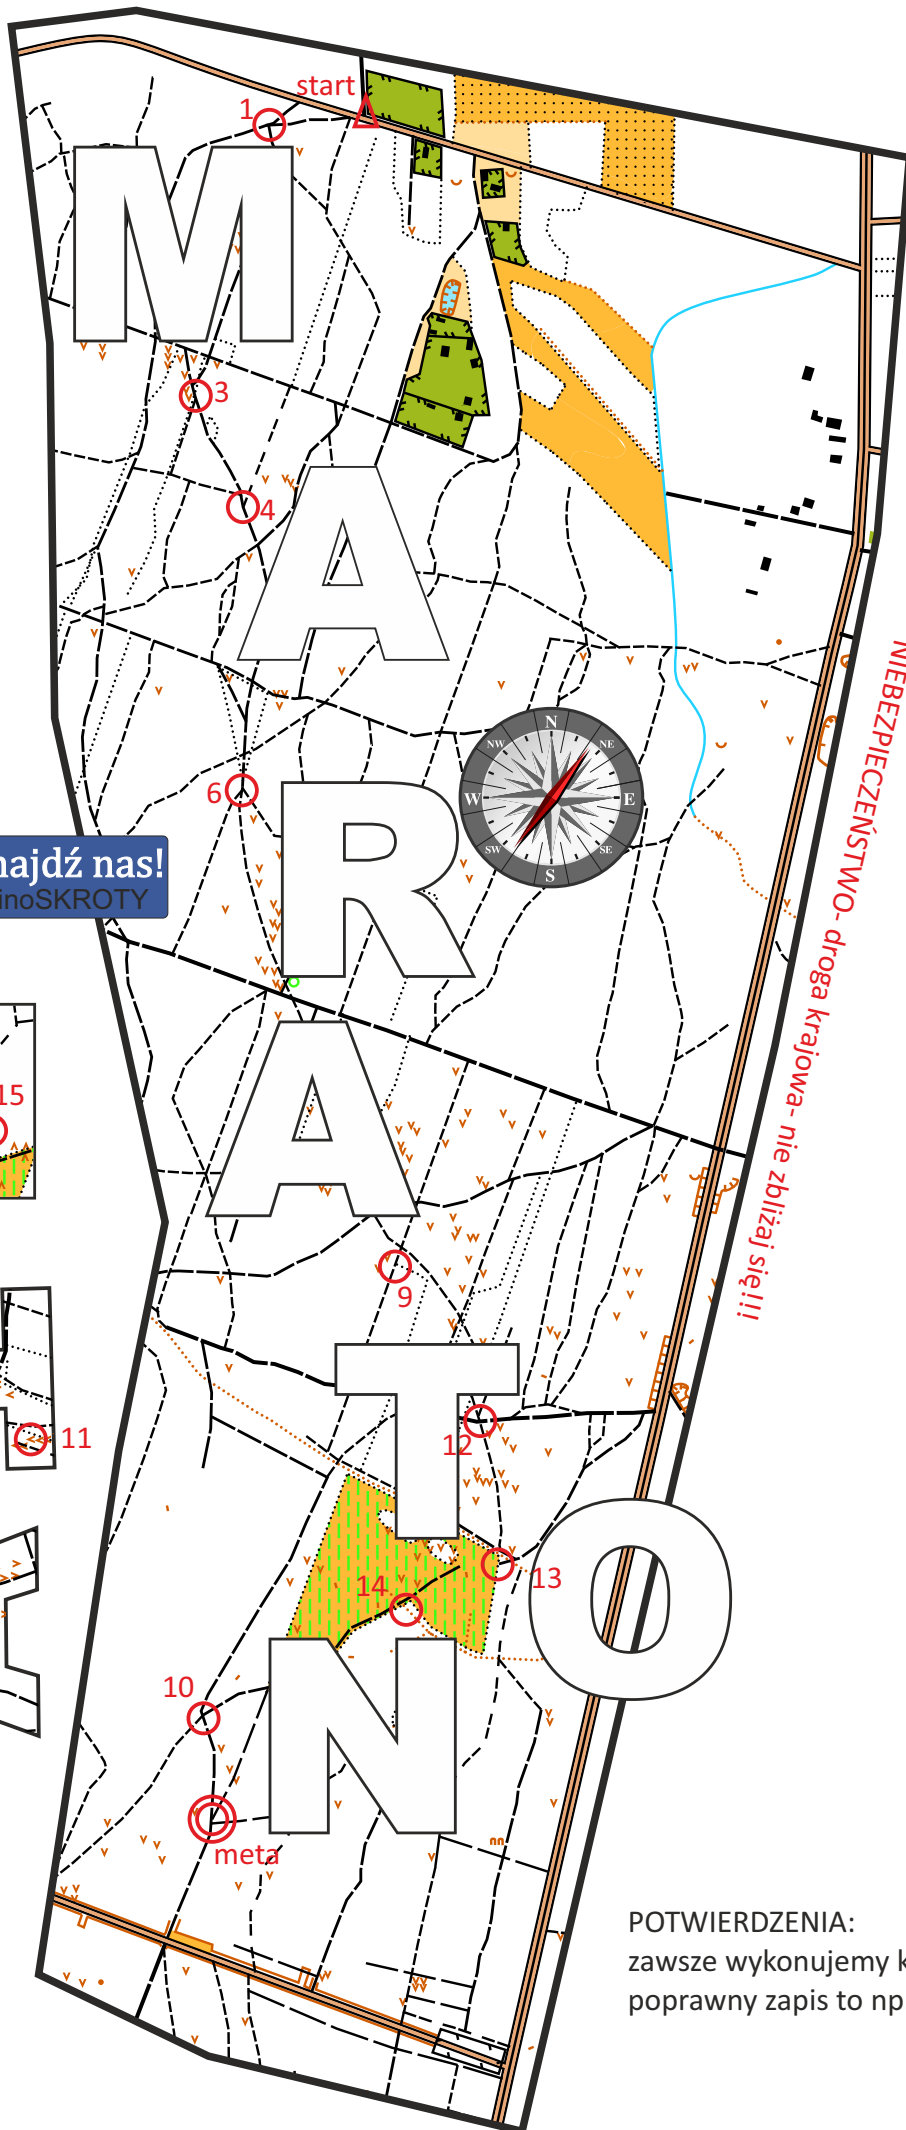 start
1
M
3
4
A
N
NW
NE
W
E
SW
SE
S
6
R
najdź nas!
inoSKROTY
NIEBEZPIECZEŃSTWO- droga krajowa- nie zbliżaj się!!!
A
15
9
T
11
12
O
13
14
10
N
meta
POTWIERDZENIA:
zawsze wykonujemy k
poprawny zapis to np